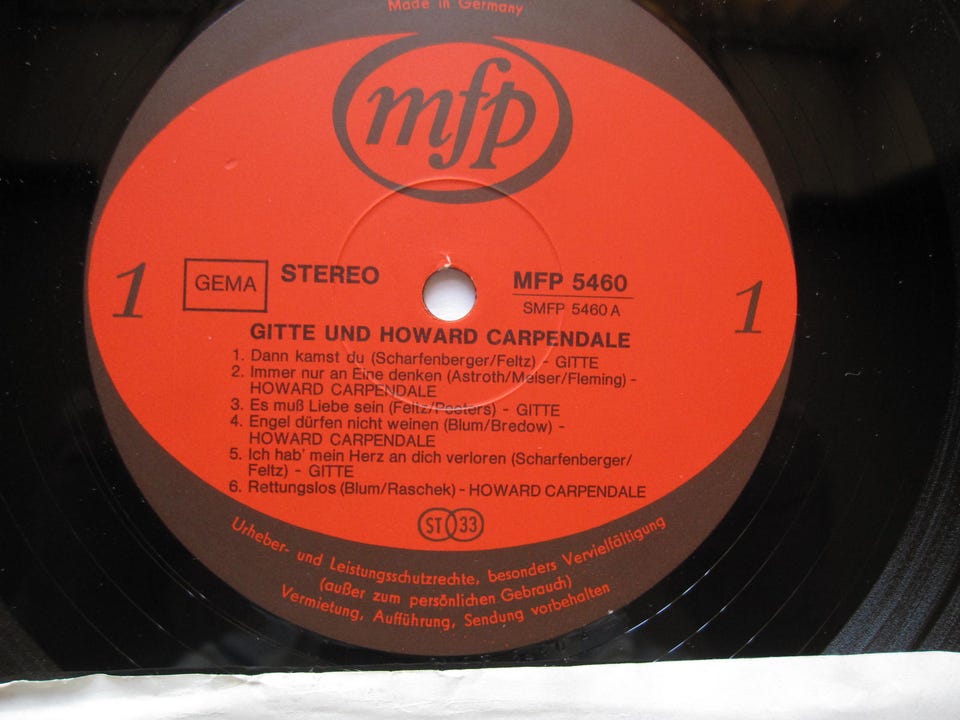 Made in Germany
mfp
1 GEMA STEREO MFP 5460 1
SMFP 5460 A
GITTE UND HOWARD CARPENDALE
1. Dann kamst du (Scharfenberger/Feltz) - GITTE
2. Immer nur an Eine denken (Astroth/Meiser/Fleming) -
HOWARD CARPENDALE
3. Es muß Liebe sein (Feltz/Peeters) - GITTE
4. Engel dürfen nicht weinen (Blum/Bredow) -
HOWARD CARPENDALE
5. Ich hab' mein Herz an dich verloren (Scharfenberger/
Feltz) - GITTE
6. Rettungslos (Blum/Raschek) - HOWARD CARPENDALE
ST 33
Urheber- und Leistungsschutzrechte, besonders Vervielfältigung
(außer zum persönlichen Gebrauch)
Vermietung, Aufführung, Sendung vorbehalten